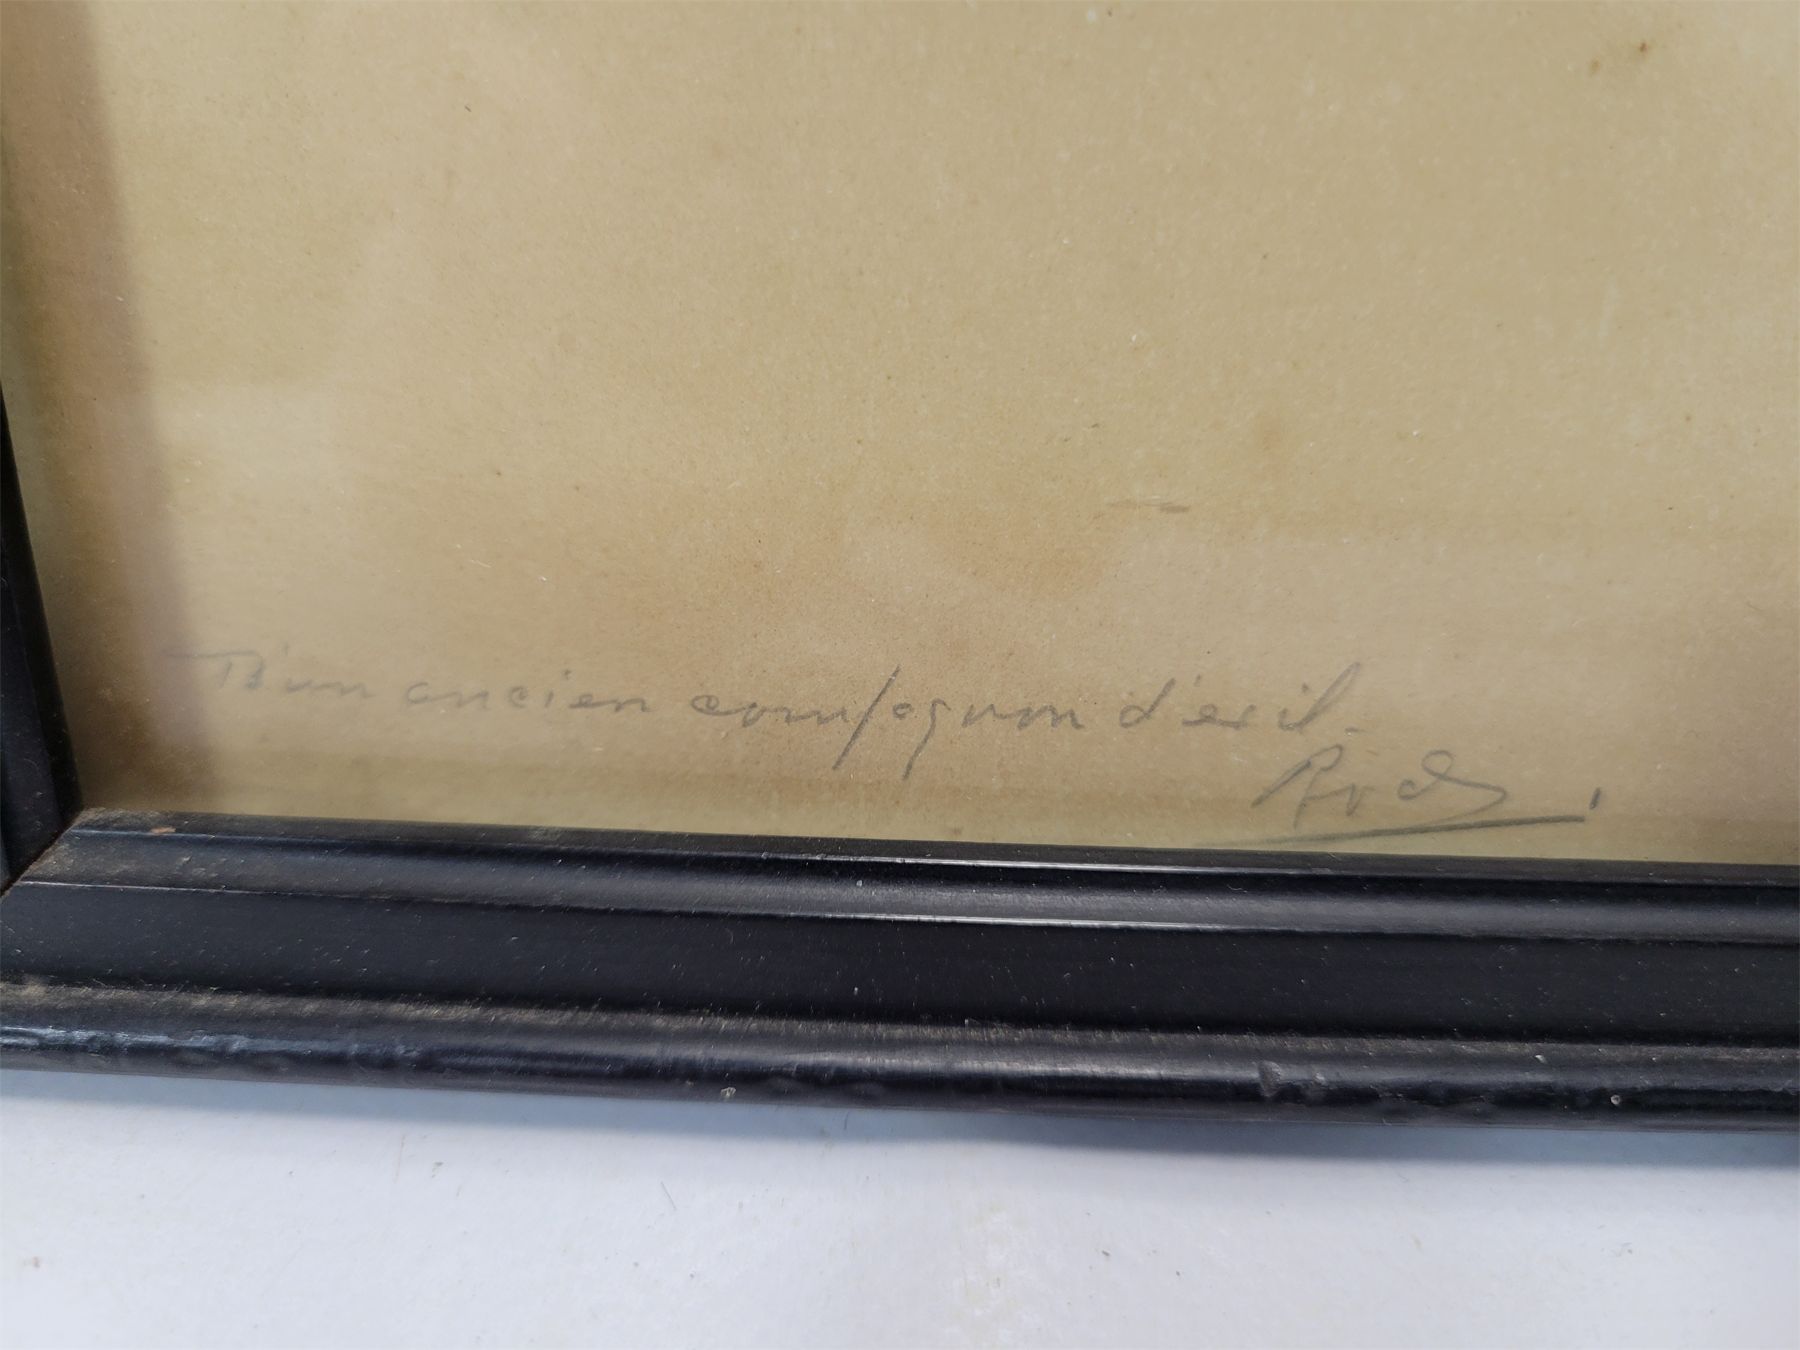 D'un ancien compagnon d'exil.